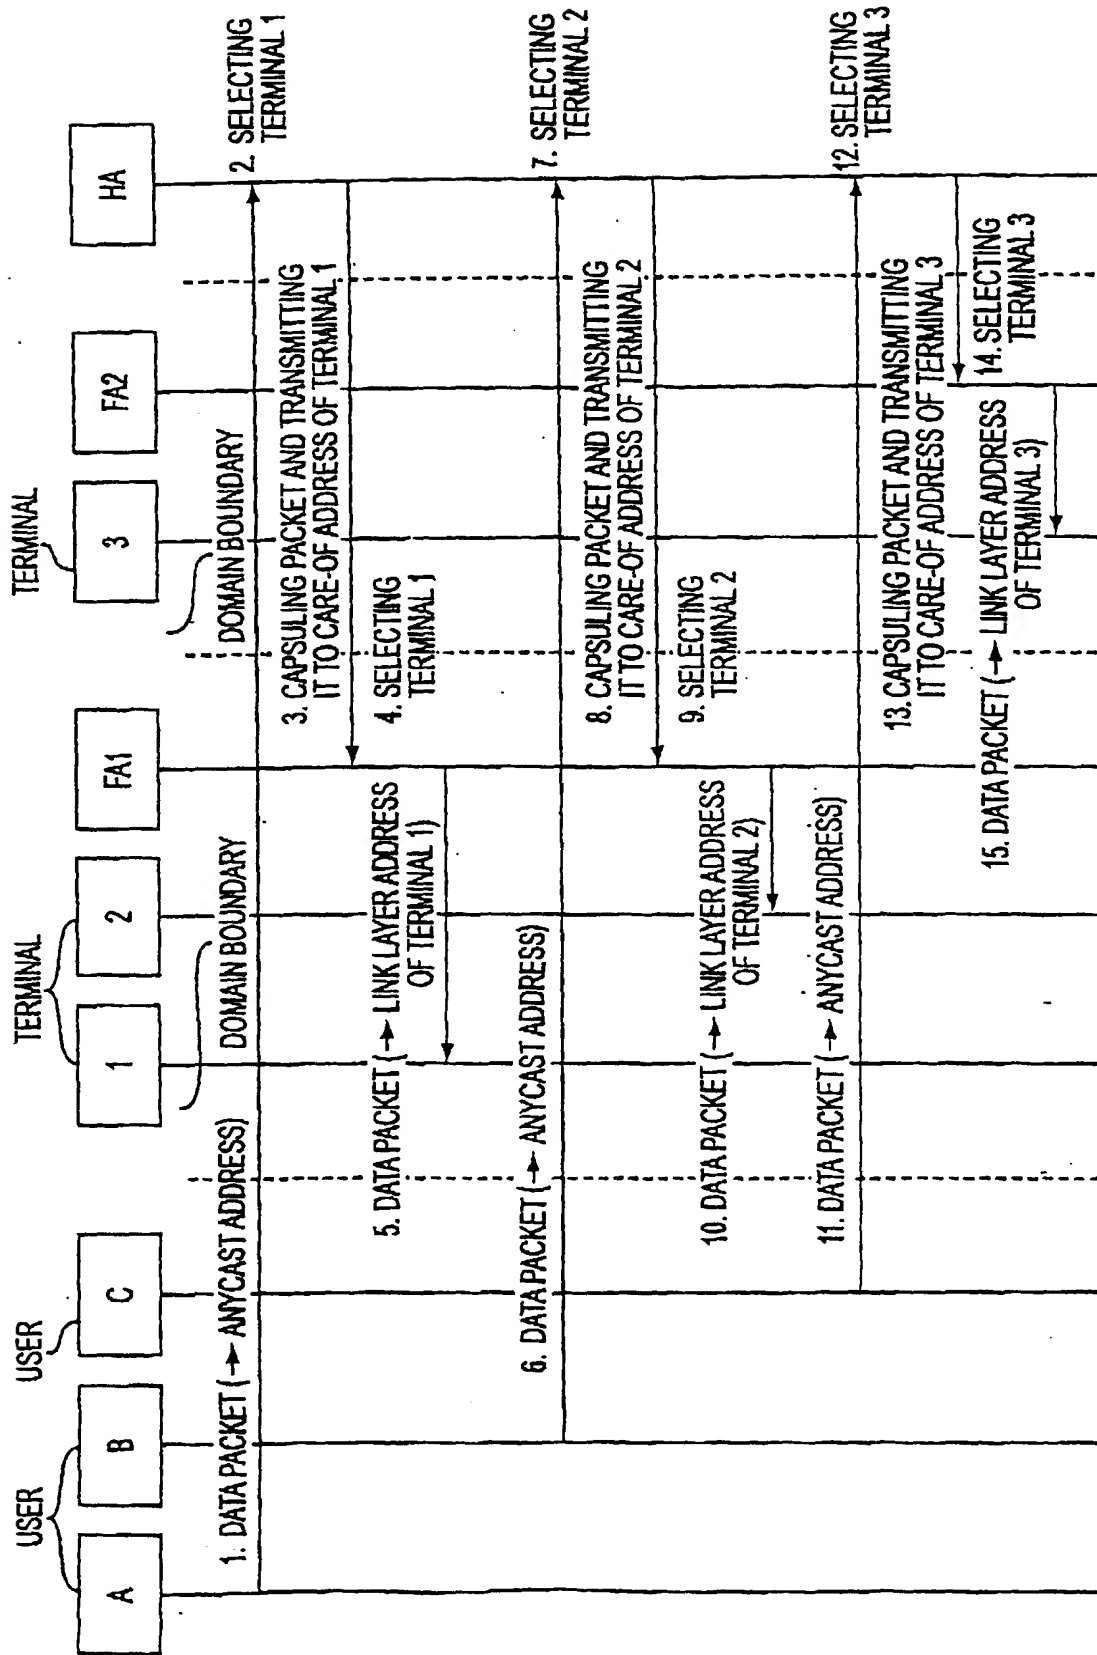 USER
USER
TERMINAL
TERMINAL
A
B
C
1
2
FA1
3
FA2
HA
DOMAIN BOUNDARY
DOMAIN BOUNDARY
1. DATA PACKET (→ ANYCAST ADDRESS)
2. SELECTING
TERMINAL 1
3. CAPSULING PACKET AND TRANSMITTING
IT TO CARE-OF ADDRESS OF TERMINAL 1
4. SELECTING
TERMINAL 1
5. DATA PACKET (→ LINK LAYER ADDRESS
OF TERMINAL 1)
6. DATA PACKET (→ ANYCAST ADDRESS)
7. SELECTING
TERMINAL 2
8. CAPSULING PACKET AND TRANSMITTING
IT TO CARE-OF ADDRESS OF TERMINAL 2
9. SELECTING
TERMINAL 2
10. DATA PACKET (→ LINK LAYER ADDRESS
OF TERMINAL 2)
11. DATA PACKET (→ ANYCAST ADDRESS)
12. SELECTING
TERMINAL 3
13. CAPSULING PACKET AND TRANSMITTING
IT TO CARE-OF ADDRESS OF TERMINAL 3
14. SELECTING
TERMINAL 3
15. DATA PACKET (→ LINK LAYER ADDRESS
OF TERMINAL 3)